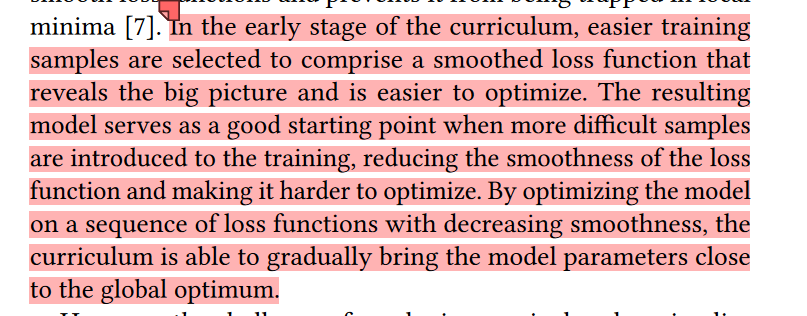 minima [7]. In the early stage of the curriculum, easier training
samples are selected to comprise a smoothed loss function that
reveals the big picture and is easier to optimize. The resulting
model serves as a good starting point when more difficult samples
are introduced to the training, reducing the smoothness of the loss
function and making it harder to optimize. By optimizing the model
on a sequence of loss functions with decreasing smoothness, the
curriculum is able to gradually bring the model parameters close
to the global optimum.